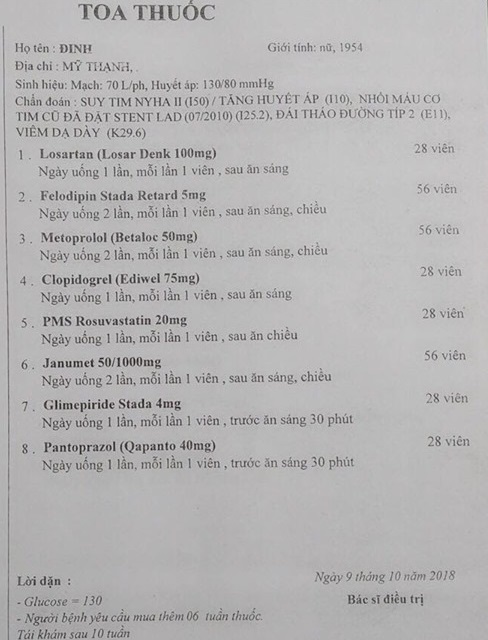 TOA THUỐC
Họ tên : ĐINH Giới tính: nữ, 1954
Địa chỉ : MỸ THẠNH, .
Sinh hiệu: Mạch: 70 L/ph, Huyết áp: 130/80 mmHg
Chẩn đoán : SUY TIM NYHA II (I50) / TĂNG HUYẾT ÁP (I10), NHỒI MÁU CƠ
TIM CŨ ĐÃ ĐẶT STENT LAD (07/2010) (I25.2), ĐÁI THÁO ĐƯỜNG TÍP 2 (E11),
VIÊM DẠ DÀY (K29.6)
1 . Losartan (Losar Denk 100mg) 28 viên
Ngày uống 1 lần, mỗi lần 1 viên , sau ăn sáng
2 . Felodipin Stada Retard 5mg 56 viên
Ngày uống 2 lần, mỗi lần 1 viên , sau ăn sáng, chiều
3 . Metoprolol (Betaloc 50mg) 56 viên
Ngày uống 2 lần, mỗi lần 1 viên , sau ăn sáng, chiều
4 . Clopidogrel (Ediwel 75mg) 28 viên
Ngày uống 1 lần, mỗi lần 1 viên , sau ăn sáng
5 . PMS Rosuvastatin 20mg 28 viên
Ngày uống 1 lần, mỗi lần 1 viên , sau ăn chiều
6 . Janumet 50/1000mg 56 viên
Ngày uống 2 lần, mỗi lần 1 viên , sau ăn sáng, chiều
7 . Glimepiride Stada 4mg 28 viên
Ngày uống 1 lần, mỗi lần 1 viên , trước ăn sáng 30 phút
8 . Pantoprazol (Qapanto 40mg) 28 viên
Ngày uống 1 lần, mỗi lần 1 viên , trước ăn sáng 30 phút
Ngày 9 tháng 10 năm 2018
Lời dặn : Bác sĩ điều trị
- Glucose = 130
- Người bệnh yêu cầu mua thêm 06 tuần thuốc.
Tái khám sau 10 tuần